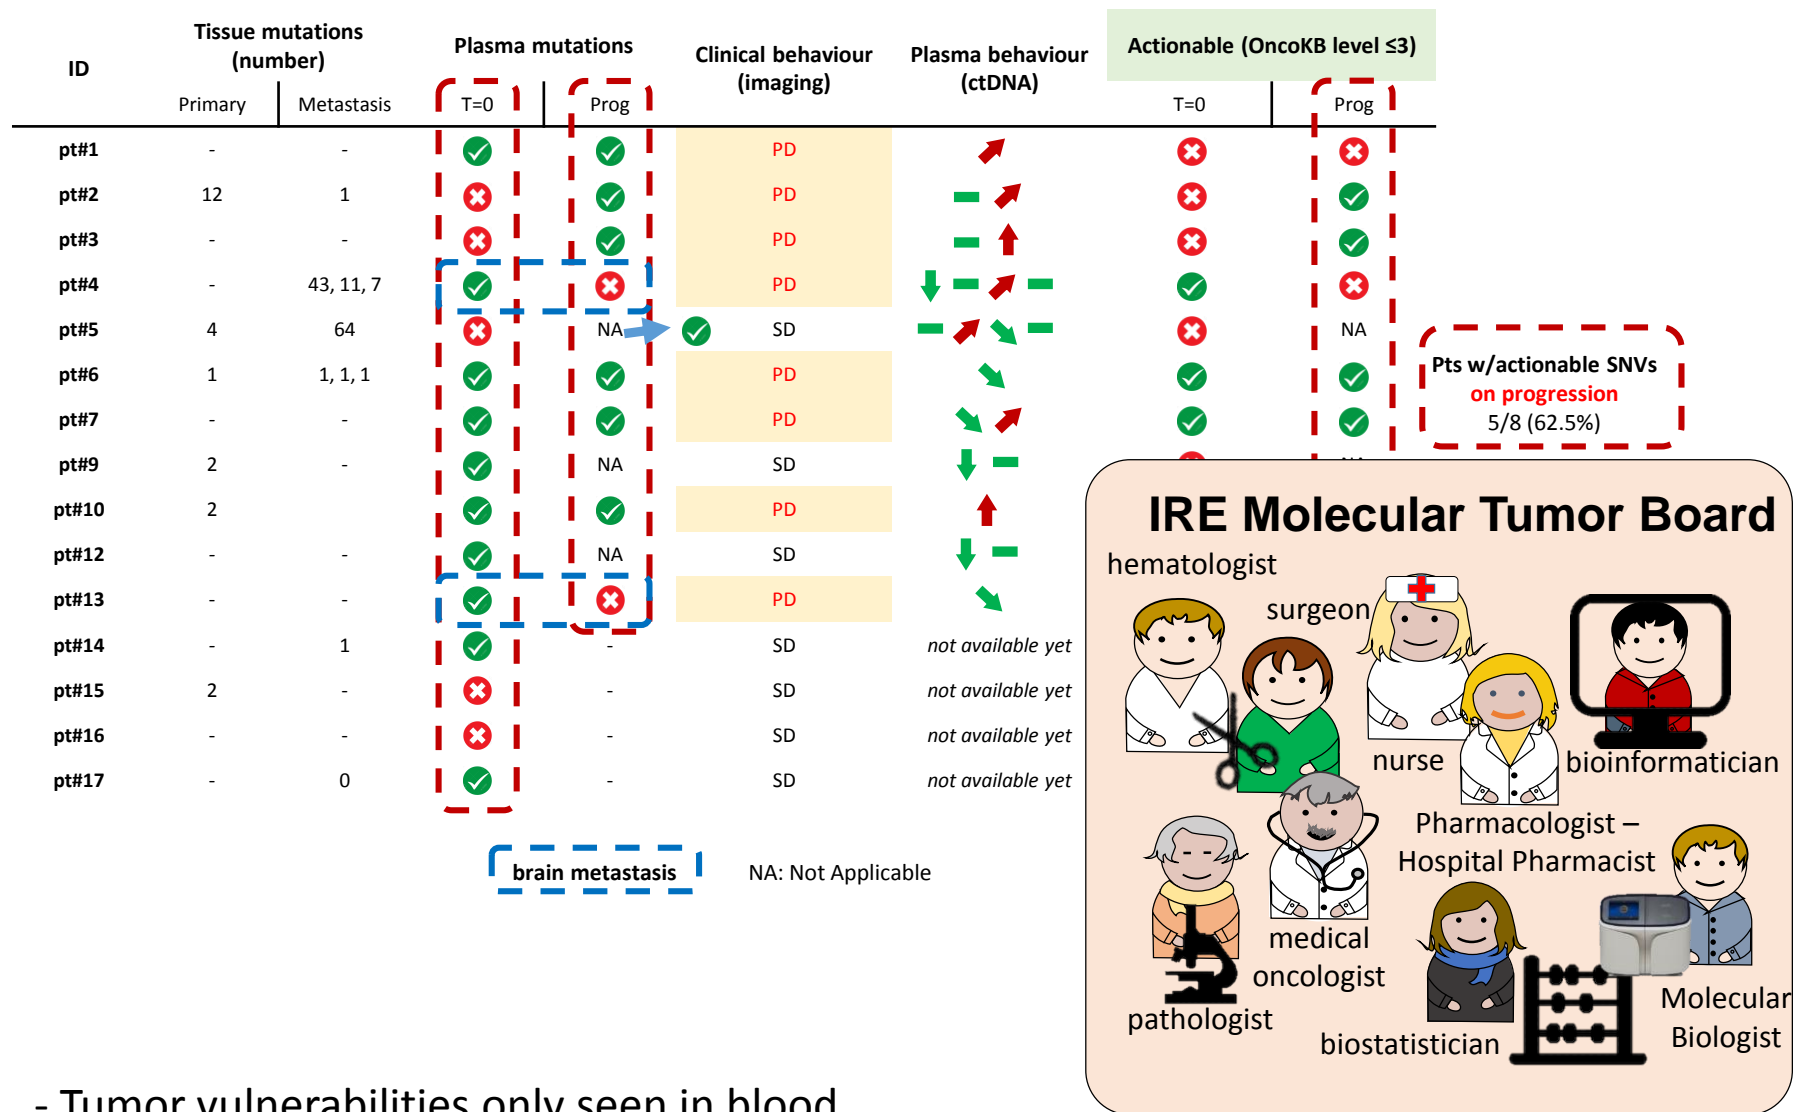 ID
Tissue mutations
(number)
Plasma mutations
Clinical behaviour
(imaging)
Plasma behaviour
(ctDNA)
Actionable (OncoKB level ≤3)
Primary Metastasis T=0 Prog T=0 Prog
pt#1 - - PD
pt#2 12 1 PD
pt#3 - - PD
pt#4 - 43, 11, 7 PD
pt#5 4 64 NA SD NA
pt#6 1 1, 1, 1 PD
pt#7 - - PD
pt#9 2 - NA SD
pt#10 2 PD
pt#12 - - NA SD
pt#13 - - PD
pt#14 - 1 - SD not available yet
pt#15 2 - - SD not available yet
pt#16 - - - SD not available yet
pt#17 - 0 - SD not available yet
Pts w/actionable SNVs
on progression
5/8 (62.5%)
brain metastasis
NA: Not Applicable
IRE Molecular Tumor Board
hematologist
surgeon
nurse
bioinformatician
Pharmacologist –
Hospital Pharmacist
medical
oncologist
pathologist
biostatistician
Molecular
Biologist
- Tumor vulnerabilities only seen in blood